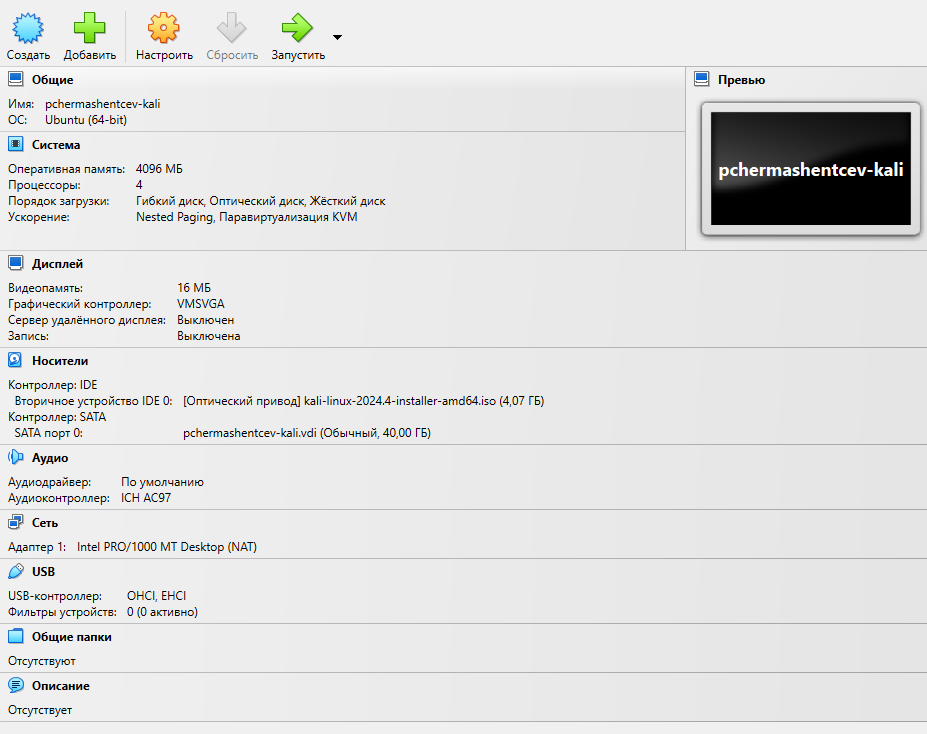 Создать Добавить Настроить Сбросить Запустить
Общие
Имя: pchermashentcev-kali
ОС: Ubuntu (64-bit)
Превью
pchermashentcev-kali
Система
Оперативная память: 4096 МБ
Процессоры: 4
Порядок загрузки: Гибкий диск, Оптический диск, Жёсткий диск
Ускорение: Nested Paging, Паравиртуализация KVM
Дисплей
Видеопамять: 16 МБ
Графический контроллер: VMSVGA
Сервер удалённого дисплея: Выключен
Запись: Выключена
Носители
Контроллер: IDE
Вторичное устройство IDE 0: [Оптический привод] kali-linux-2024.4-installer-amd64.iso (4,07 ГБ)
Контроллер: SATA
SATA порт 0: pchermashentcev-kali.vdi (Обычный, 40,00 ГБ)
Аудио
Аудиодрайвер: По умолчанию
Аудиоконтроллер: ICH AC97
Сеть
Адаптер 1: Intel PRO/1000 MT Desktop (NAT)
USB
USB-контроллер: OHCI, EHCI
Фильтры устройств: 0 (0 активно)
Общие папки
Отсутствуют
Описание
Отсутствует